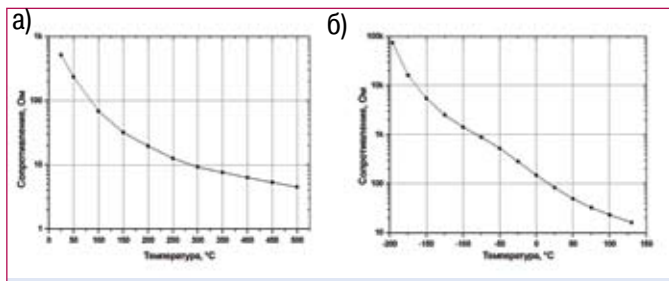 а) б)
1k
100
10
1
Сопротивление, Ом
0 50 100 150 200 250 300 350 400 450 500
Температура, °C
100k
10k
1k
100
10
Сопротивление, Ом
-200 -150 -100 -50 0 50 100
Температура, °C